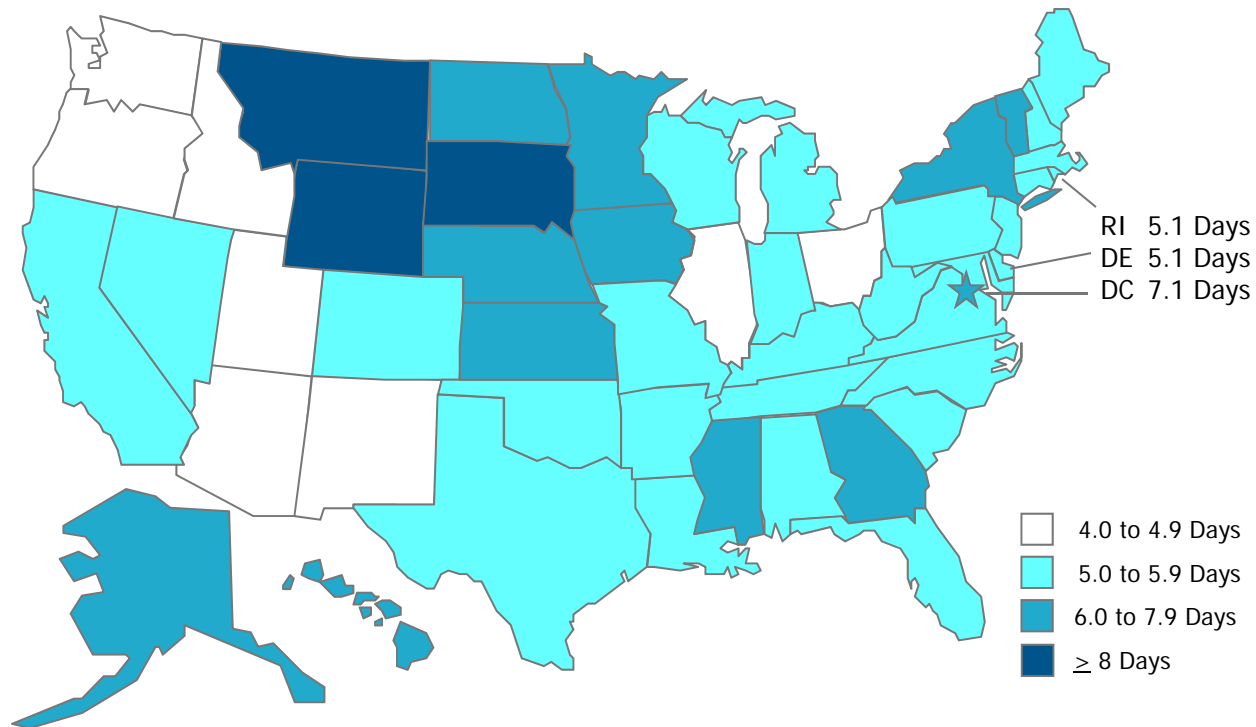 RI 5.1 Days
DE 5.1 Days
DC 7.1 Days
4.0 to 4.9 Days
5.0 to 5.9 Days
6.0 to 7.9 Days
≥ 8 Days